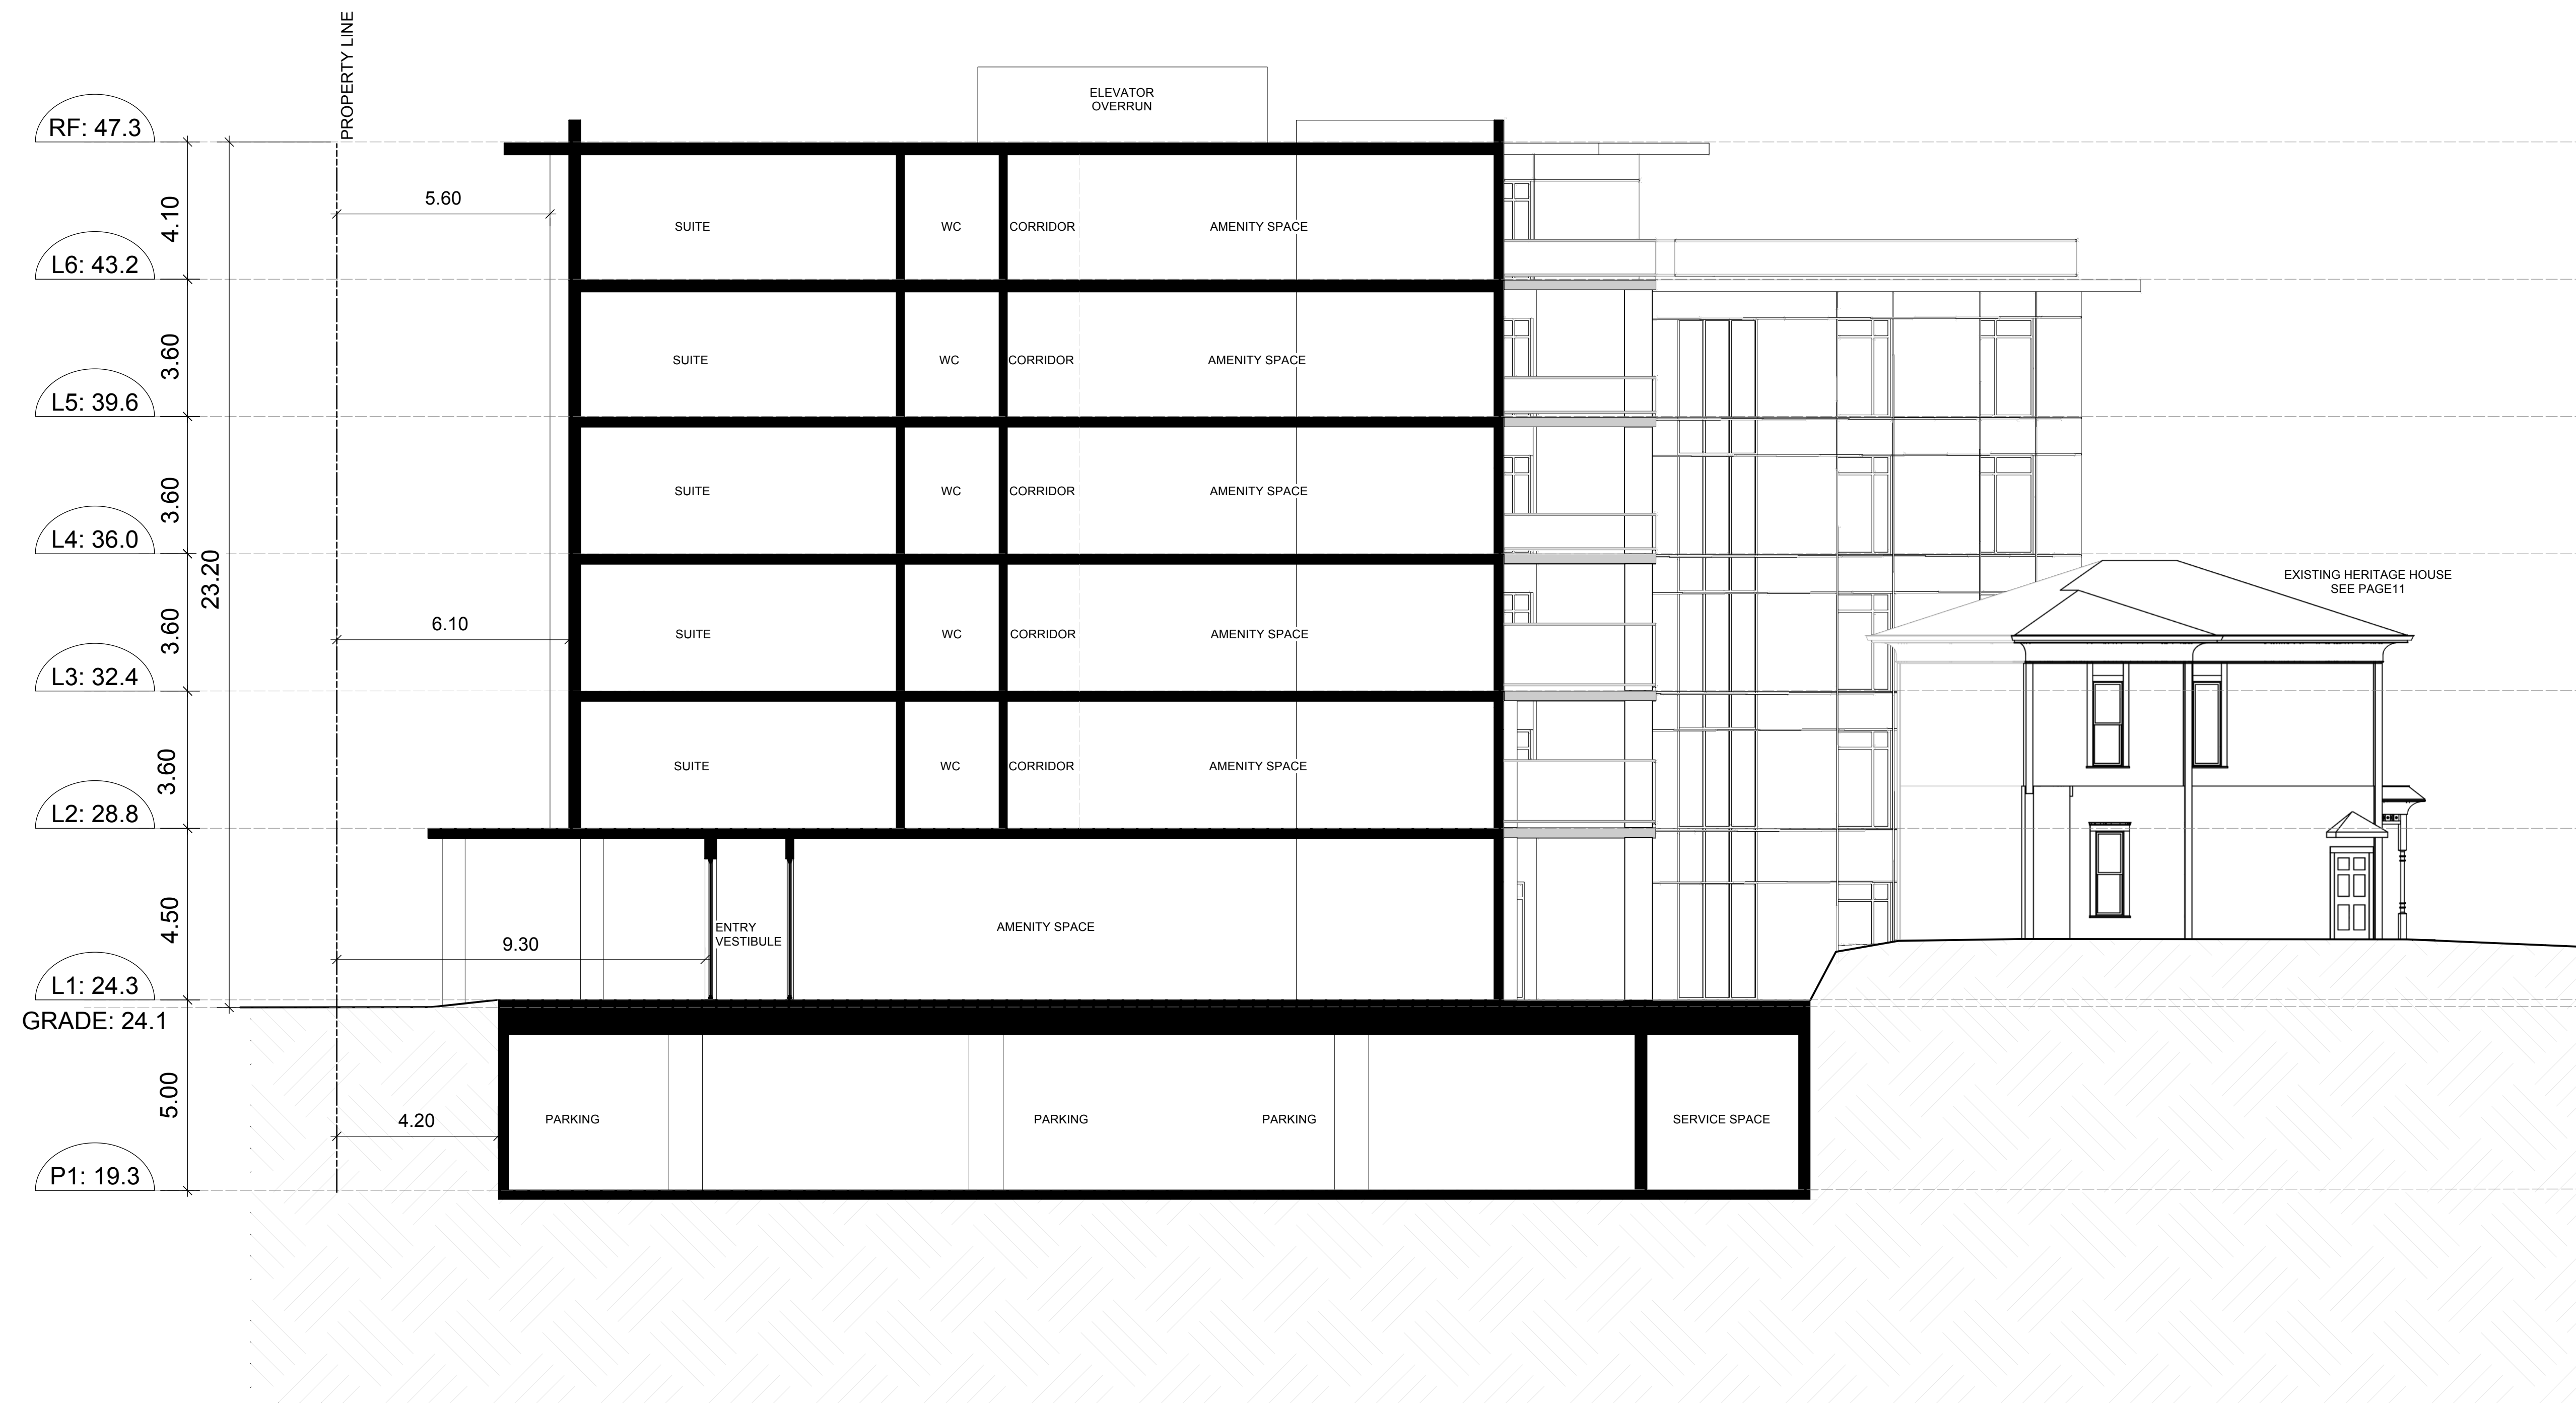 PROPERTY LINE
ELEVATOR
OVERRUN
RF: 47.3
4.10
5.60
SUITE
WC
CORRIDOR
AMENITY SPACE
L6: 43.2
3.60
SUITE
WC
CORRIDOR
AMENITY SPACE
L5: 39.6
3.60
SUITE
WC
CORRIDOR
AMENITY SPACE
L4: 36.0
23.20
EXISTING HERITAGE HOUSE
SEE PAGE11
3.60
6.10
SUITE
WC
CORRIDOR
AMENITY SPACE
L3: 32.4
3.60
SUITE
WC
CORRIDOR
AMENITY SPACE
L2: 28.8
4.50
9.30
ENTRY
VESTIBULE
AMENITY SPACE
L1: 24.3
GRADE: 24.1
5.00
4.20
PARKING
PARKING
PARKING
SERVICE SPACE
P1: 19.3